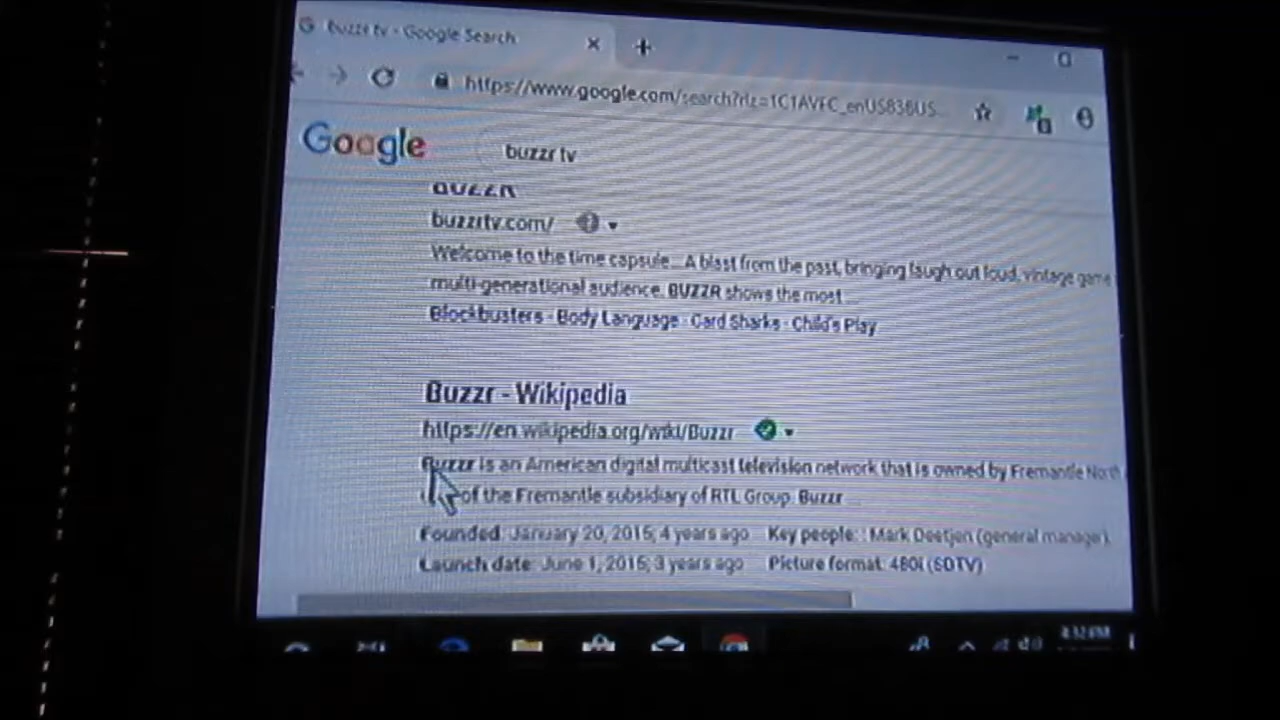 buzzr tv - Google Search
https://www.google.com/search?rlz=1C1AVFC_enUS838US...
Google buzzr tv
BUZZR
buzzrtv.com/
Welcome to the time capsule... A blast from the past, bringing laugh out loud, vintage game
multi-generational audience. BUZZR shows the most ...
Blockbusters · Body Language · Card Sharks · Child's Play
Buzzr - Wikipedia
https://en.wikipedia.org/wiki/Buzzr
Buzzr is an American digital multicast television network that is owned by Fremantle North
of the Fremantle subsidiary of RTL Group. Buzzr ...
Founded: January 20, 2015; 4 years ago Key people: : Mark Deetjen (general manager).
Launch date: June 1, 2015; 3 years ago Picture format: 480i (SDTV)